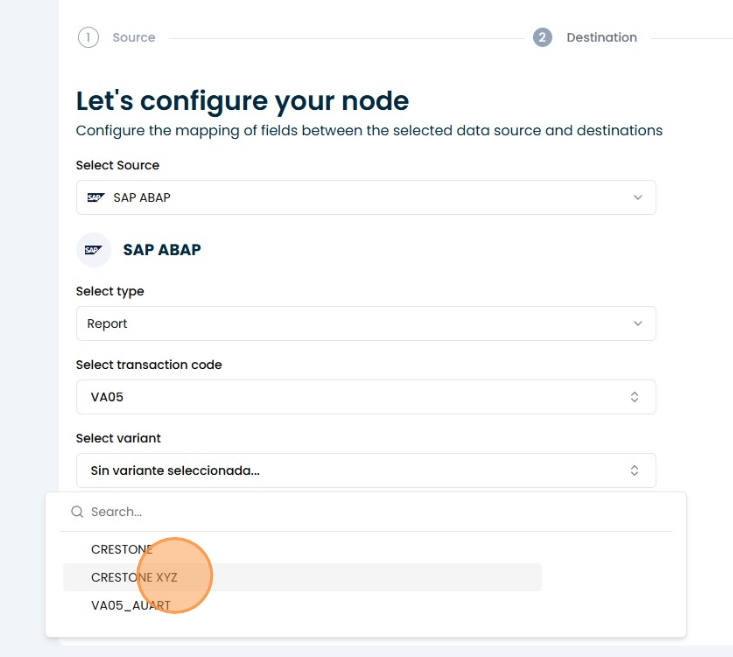 1 Source
2 Destination
Let's configure your node
Configure the mapping of fields between the selected data source and destinations
Select Source
SAP SAP ABAP
SAP SAP ABAP
Select type
Report
Select transaction code
VA05
Select variant
Sin variante seleccionada...
Search...
CRESTONE
CRESTONE XYZ
VA05_AUART